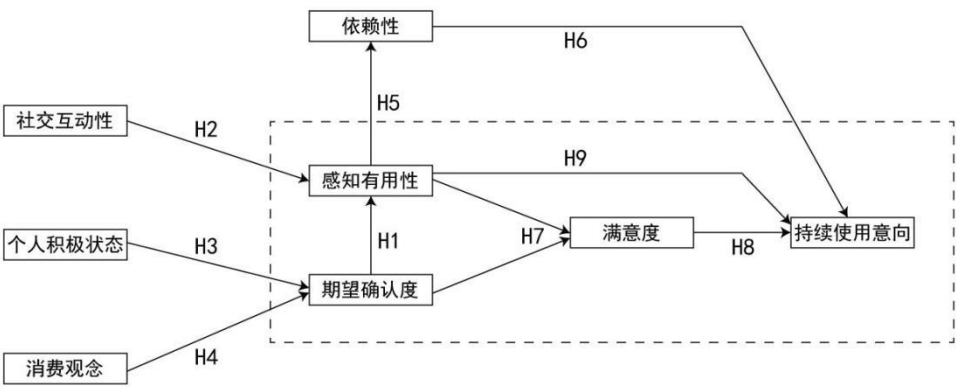 依赖性
H6
H5
社交互动性
H2
H9
感知有用性
个人积极状态
H3
H1
H7
满意度
H8
持续使用意向
期望确认度
消费观念
H4